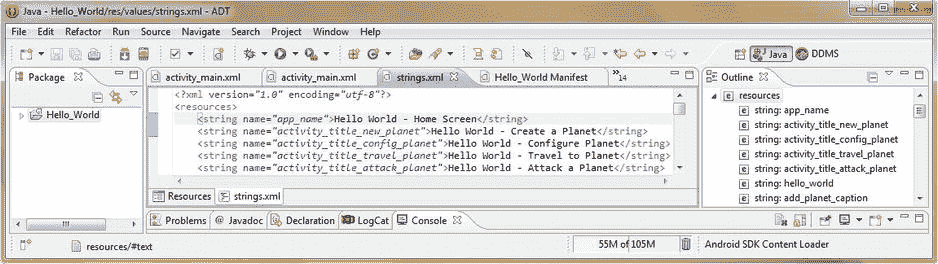 Java - Hello_World/res/values/strings.xml - ADT
File Edit Refactor Run Source Navigate Search Project Window Help
Java DDMS
Package
Hello_World
activity_main.xml activity_main.xml strings.xml Hello_World Manifest »14
<?xml version="1.0" encoding="utf-8"?>
<resources>
<string name="app_name">Hello World - Home Screen</string>
<string name="activity_title_new_planet">Hello World - Create a Planet</string>
<string name="activity_title_config_planet">Hello World - Configure Planet</string>
<string name="activity_title_travel_planet">Hello World - Travel to Planet</string>
<string name="activity_title_attack_planet">Hello World - Attack a Planet</string>
Resources strings.xml
Outline
resources
string: app_name
string: activity_title_new_planet
string: activity_title_config_planet
string: activity_title_travel_planet
string: activity_title_attack_planet
string: hello_world
string: add_planet_caption
Problems @ Javadoc Declaration LogCat Console
resources/#text
55M of 105M
Android SDK Content Loader